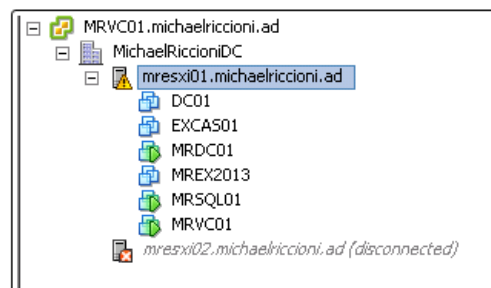 MRVC01.michaelriccioni.ad
MichaelRiccioniDC
mresxi01.michaelriccioni.ad
DC01
EXCAS01
MRDC01
MREX2013
MRSQL01
MRVC01
mresxi02.michaelriccioni.ad (disconnected)